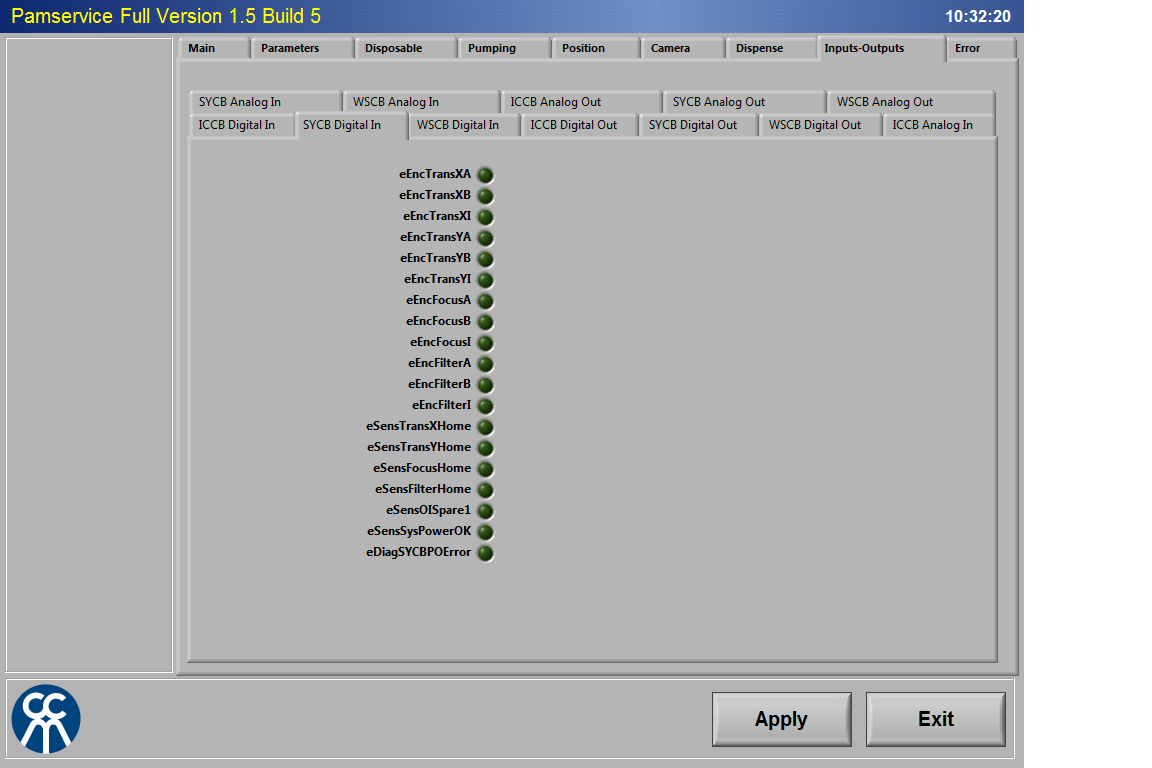 Pamservice Full Version 1.5 Build 5 10:32:20
Main Parameters Disposable Pumping Position Camera Dispense Inputs-Outputs Error
SYCB Analog In WSCB Analog In ICCB Analog Out SYCB Analog Out WSCB Analog Out
ICCB Digital In SYCB Digital In WSCB Digital In ICCB Digital Out SYCB Digital Out WSCB Digital Out ICCB Analog In
eEncTransXA
eEncTransXB
eEncTransXI
eEncTransYA
eEncTransYB
eEncTransYI
eEncFocusA
eEncFocusB
eEncFocusI
eEncFilterA
eEncFilterB
eEncFilterI
eSensTransXHome
eSensTransYHome
eSensFocusHome
eSensFilterHome
eSensOISpare1
eSensSysPowerOK
eDiagSYCBPOError
Apply Exit